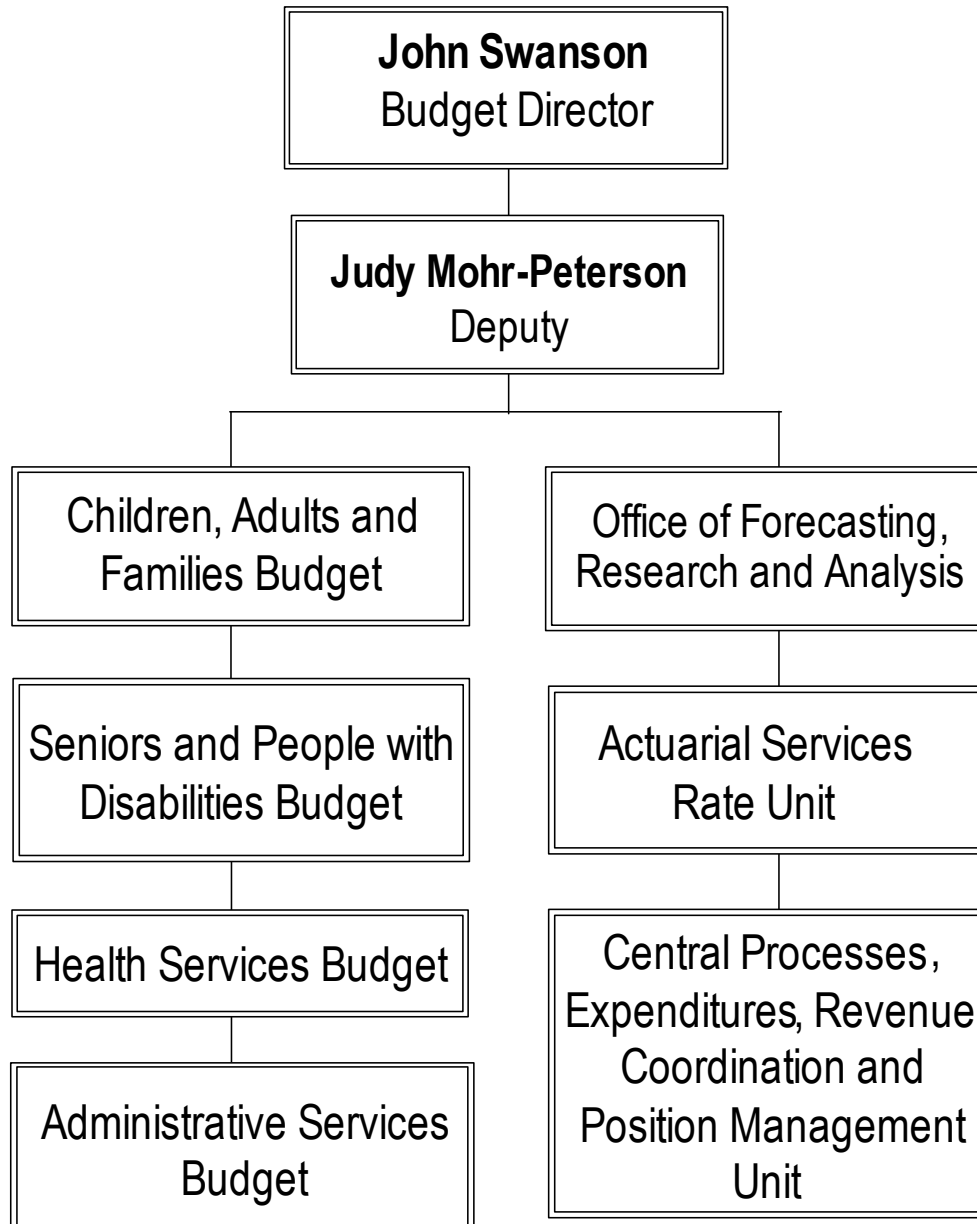 John Swanson
Budget Director
Judy Mohr-Peterson
Deputy
Children, Adults and
Families Budget
Seniors and People with
Disabilities Budget
Health Services Budget
Administrative Services
Budget
Office of Forecasting,
Research and Analysis
Actuarial Services
Rate Unit
Central Processes,
Expenditures, Revenue
Coordination and
Position Management
Unit